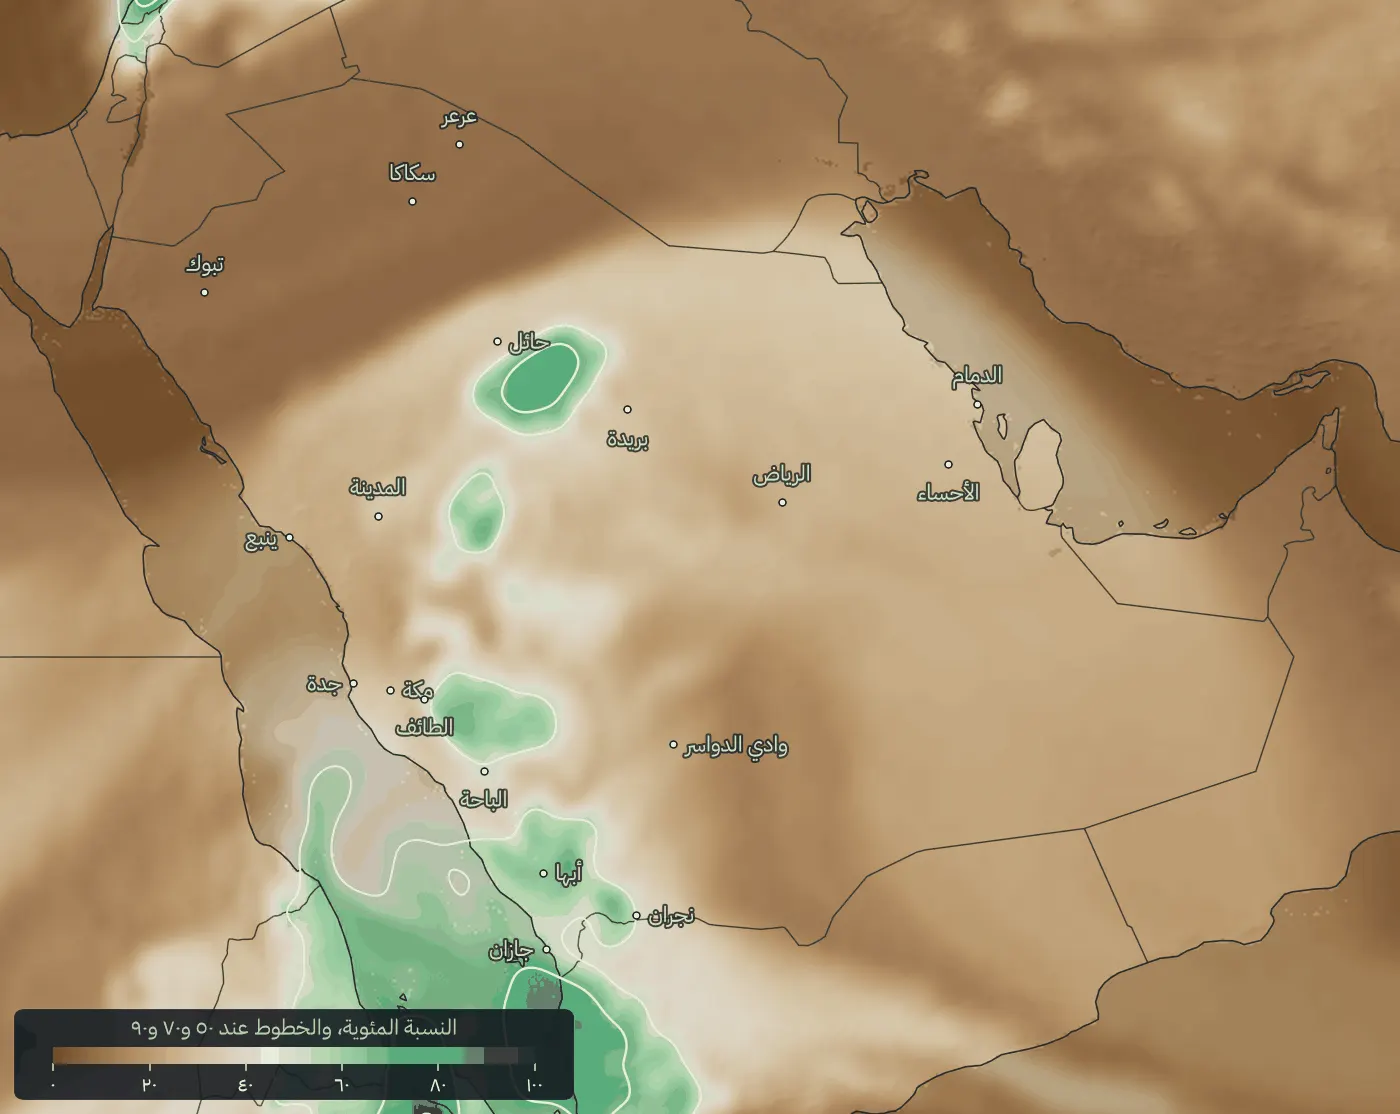 عرعر
سكاكا
تبوك
حائل
الدمام
بريدة
الرياض
المدينة
الأحساء
ينبع
جدة
مكة
الطائف
وادي الدواسر
الباحة
أبها
نجران
جازان
النسبة المئوية، والخطوط عند ٥٠ و٧٠ و٩٠
٠ ٢٠ ٤٠ ٦٠ ٨٠ ١٠٠